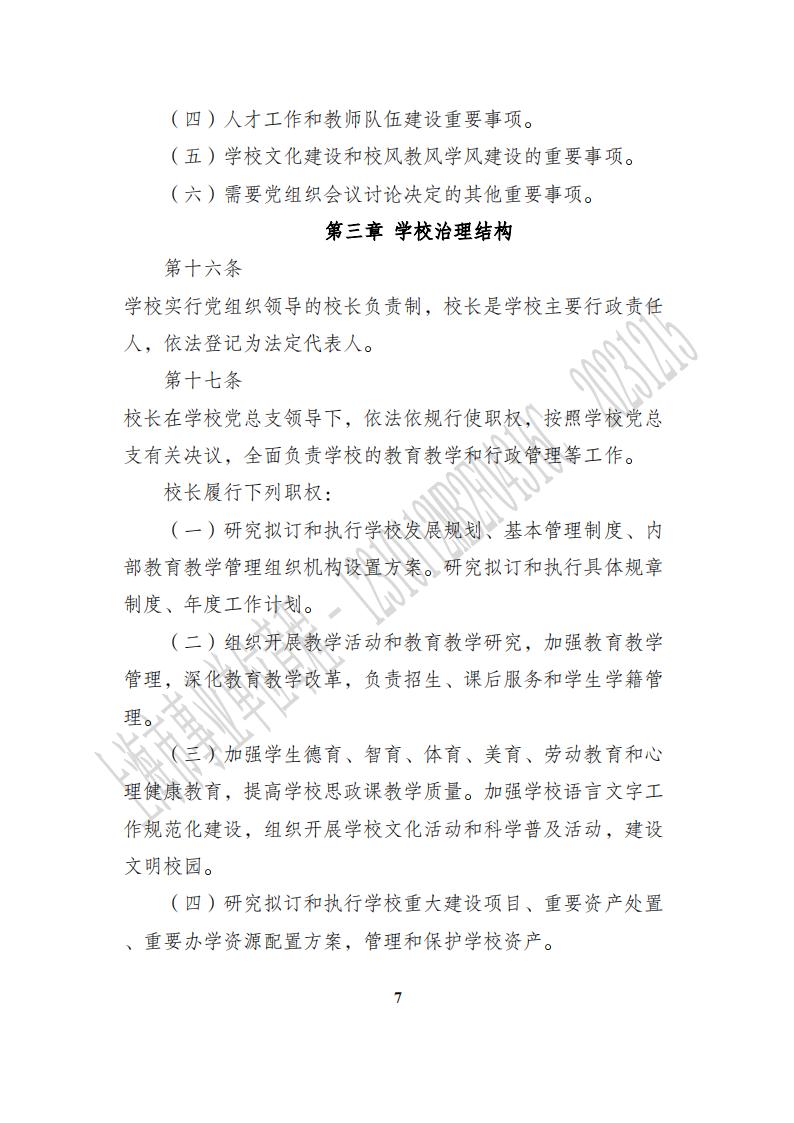 （四）人才工作和教师队伍建设重要事项。
（五）学校文化建设和校风教风学风建设的重要事项。
（六）需要党组织会议讨论决定的其他重要事项。
第三章 学校治理结构
第十六条
学校实行党组织领导的校长负责制，校长是学校主要行政责任
人，依法登记为法定代表人。
第十七条
校长在学校党总支领导下，依法依规行使职权，按照学校党总
支有关决议，全面负责学校的教育教学和行政管理等工作。
校长履行下列职权：
（一）研究拟订和执行学校发展规划、基本管理制度、内
部教育教学管理组织机构设置方案。研究拟订和执行具体规章
制度、年度工作计划。
（二）组织开展教学活动和教育教学研究，加强教育教学
管理，深化教育教学改革，负责招生、课后服务和学生学籍管
理。
（三）加强学生德育、智育、体育、美育、劳动教育和心
理健康教育，提高学校思政课教学质量。加强学校语言文字工
作规范化建设，组织开展学校文化活动和科学普及活动，建设
文明校园。
（四）研究拟订和执行学校重大建设项目、重要资产处置
、重要办学资源配置方案，管理和保护学校资产。
7